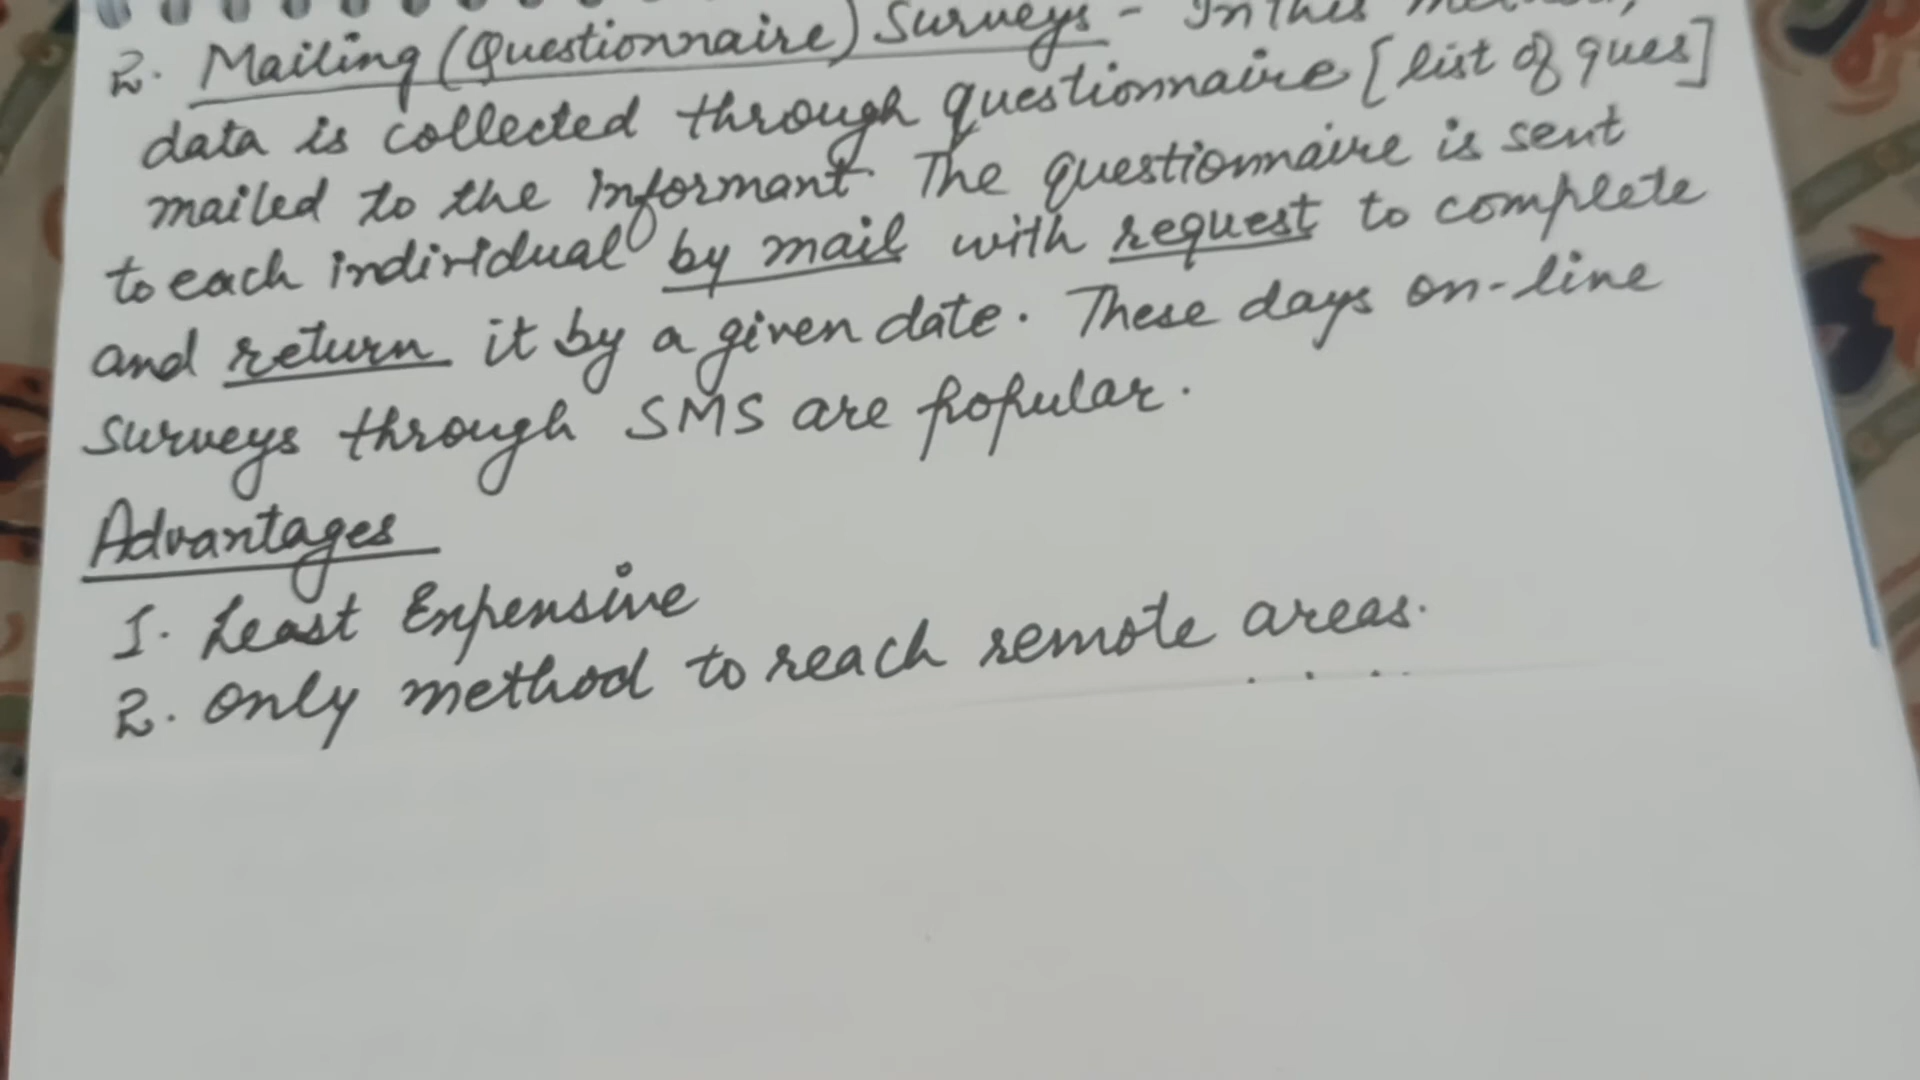 2. Mailing (Questionnaire) Surveys - In this method,
data is collected through questionnaire [list of ques]
mailed to the informant. The questionnaire is sent
to each individual by mail with request to complete
and return it by a given date. These days on-line
surveys through SMS are popular.
Advantages
1. Least Expensive
2. Only method to reach remote areas.